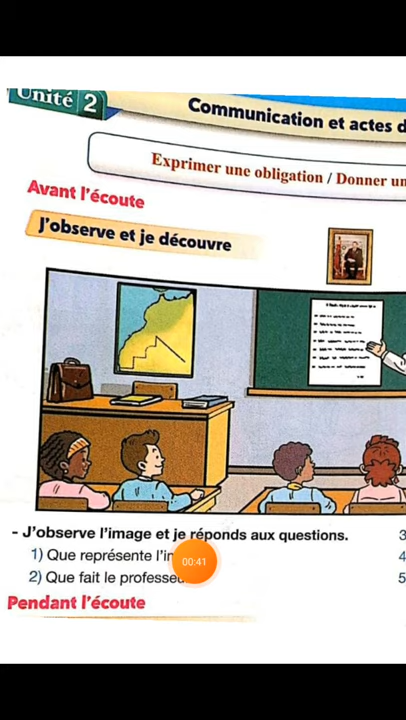 Unité 2
Communication et actes d
Exprimer une obligation / Donner un
Avant l'écoute
J'observe et je découvre
- J'observe l'image et je réponds aux questions.
3
1) Que représente l'i
4
00:41
2) Que fait le professeu
5
Pendant l'écoute